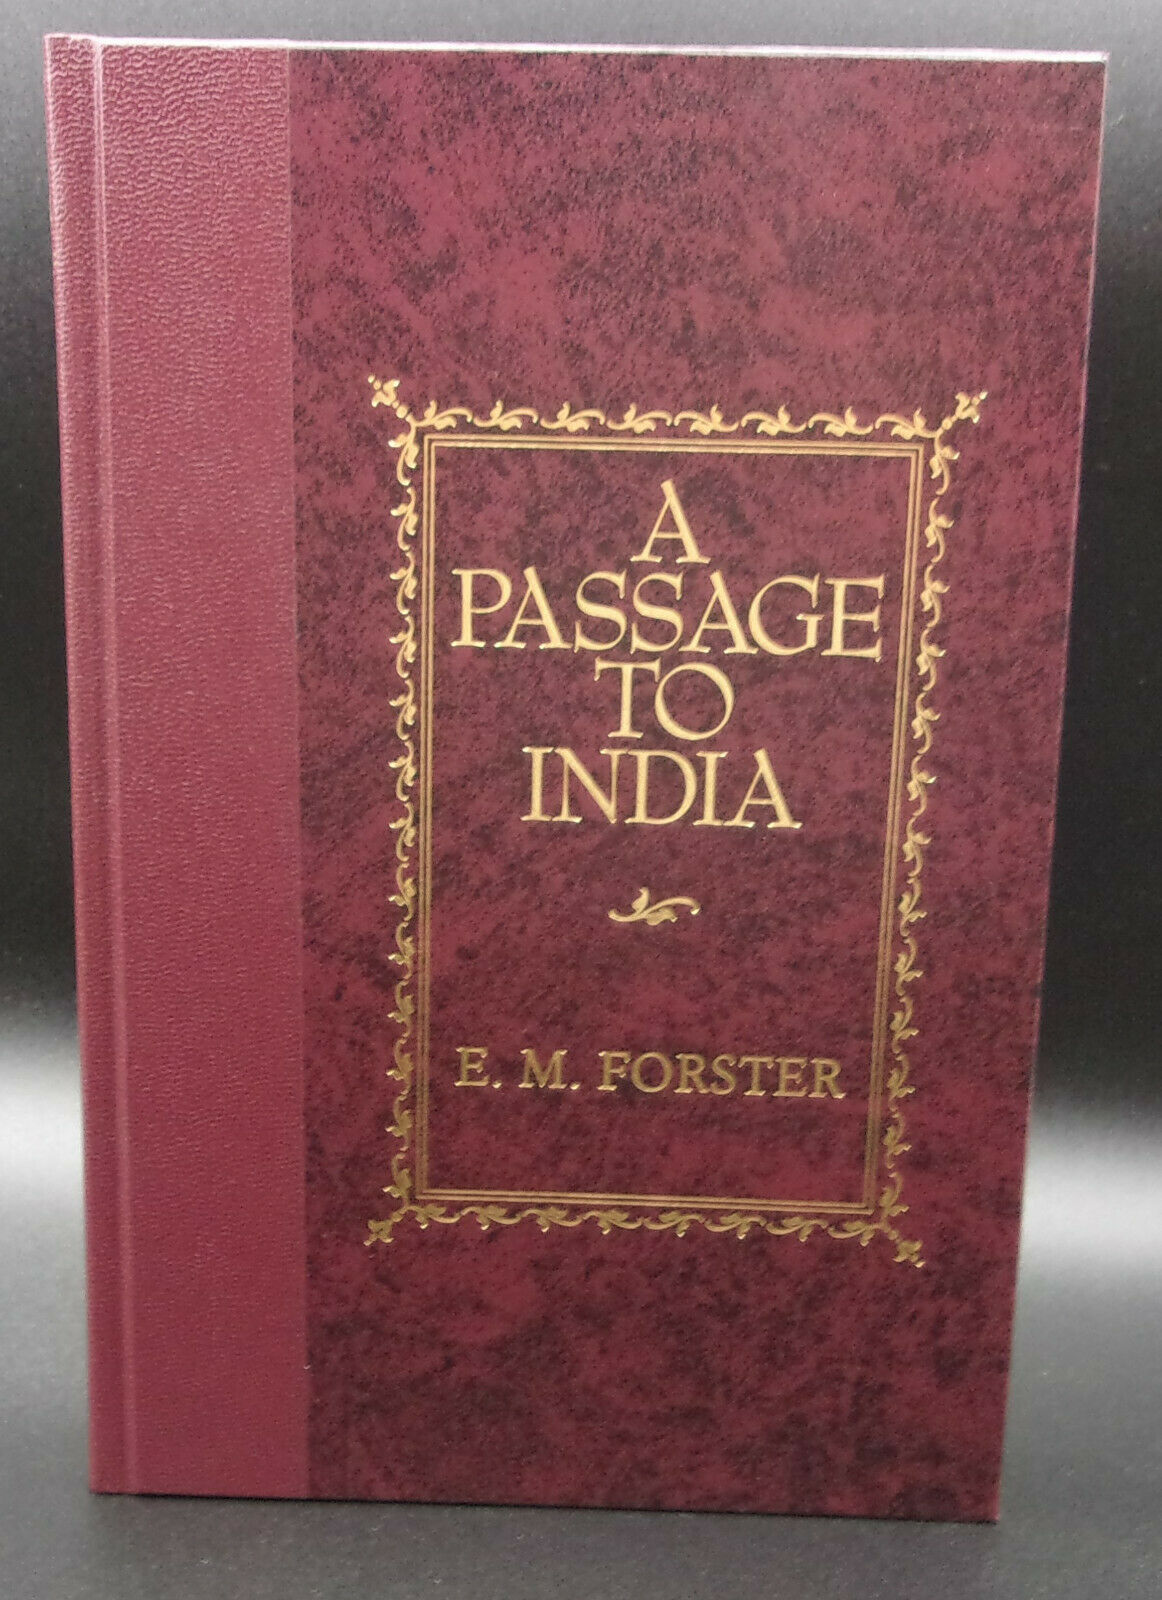 A
PASSAGE
TO
INDIA
E. M. FORSTER